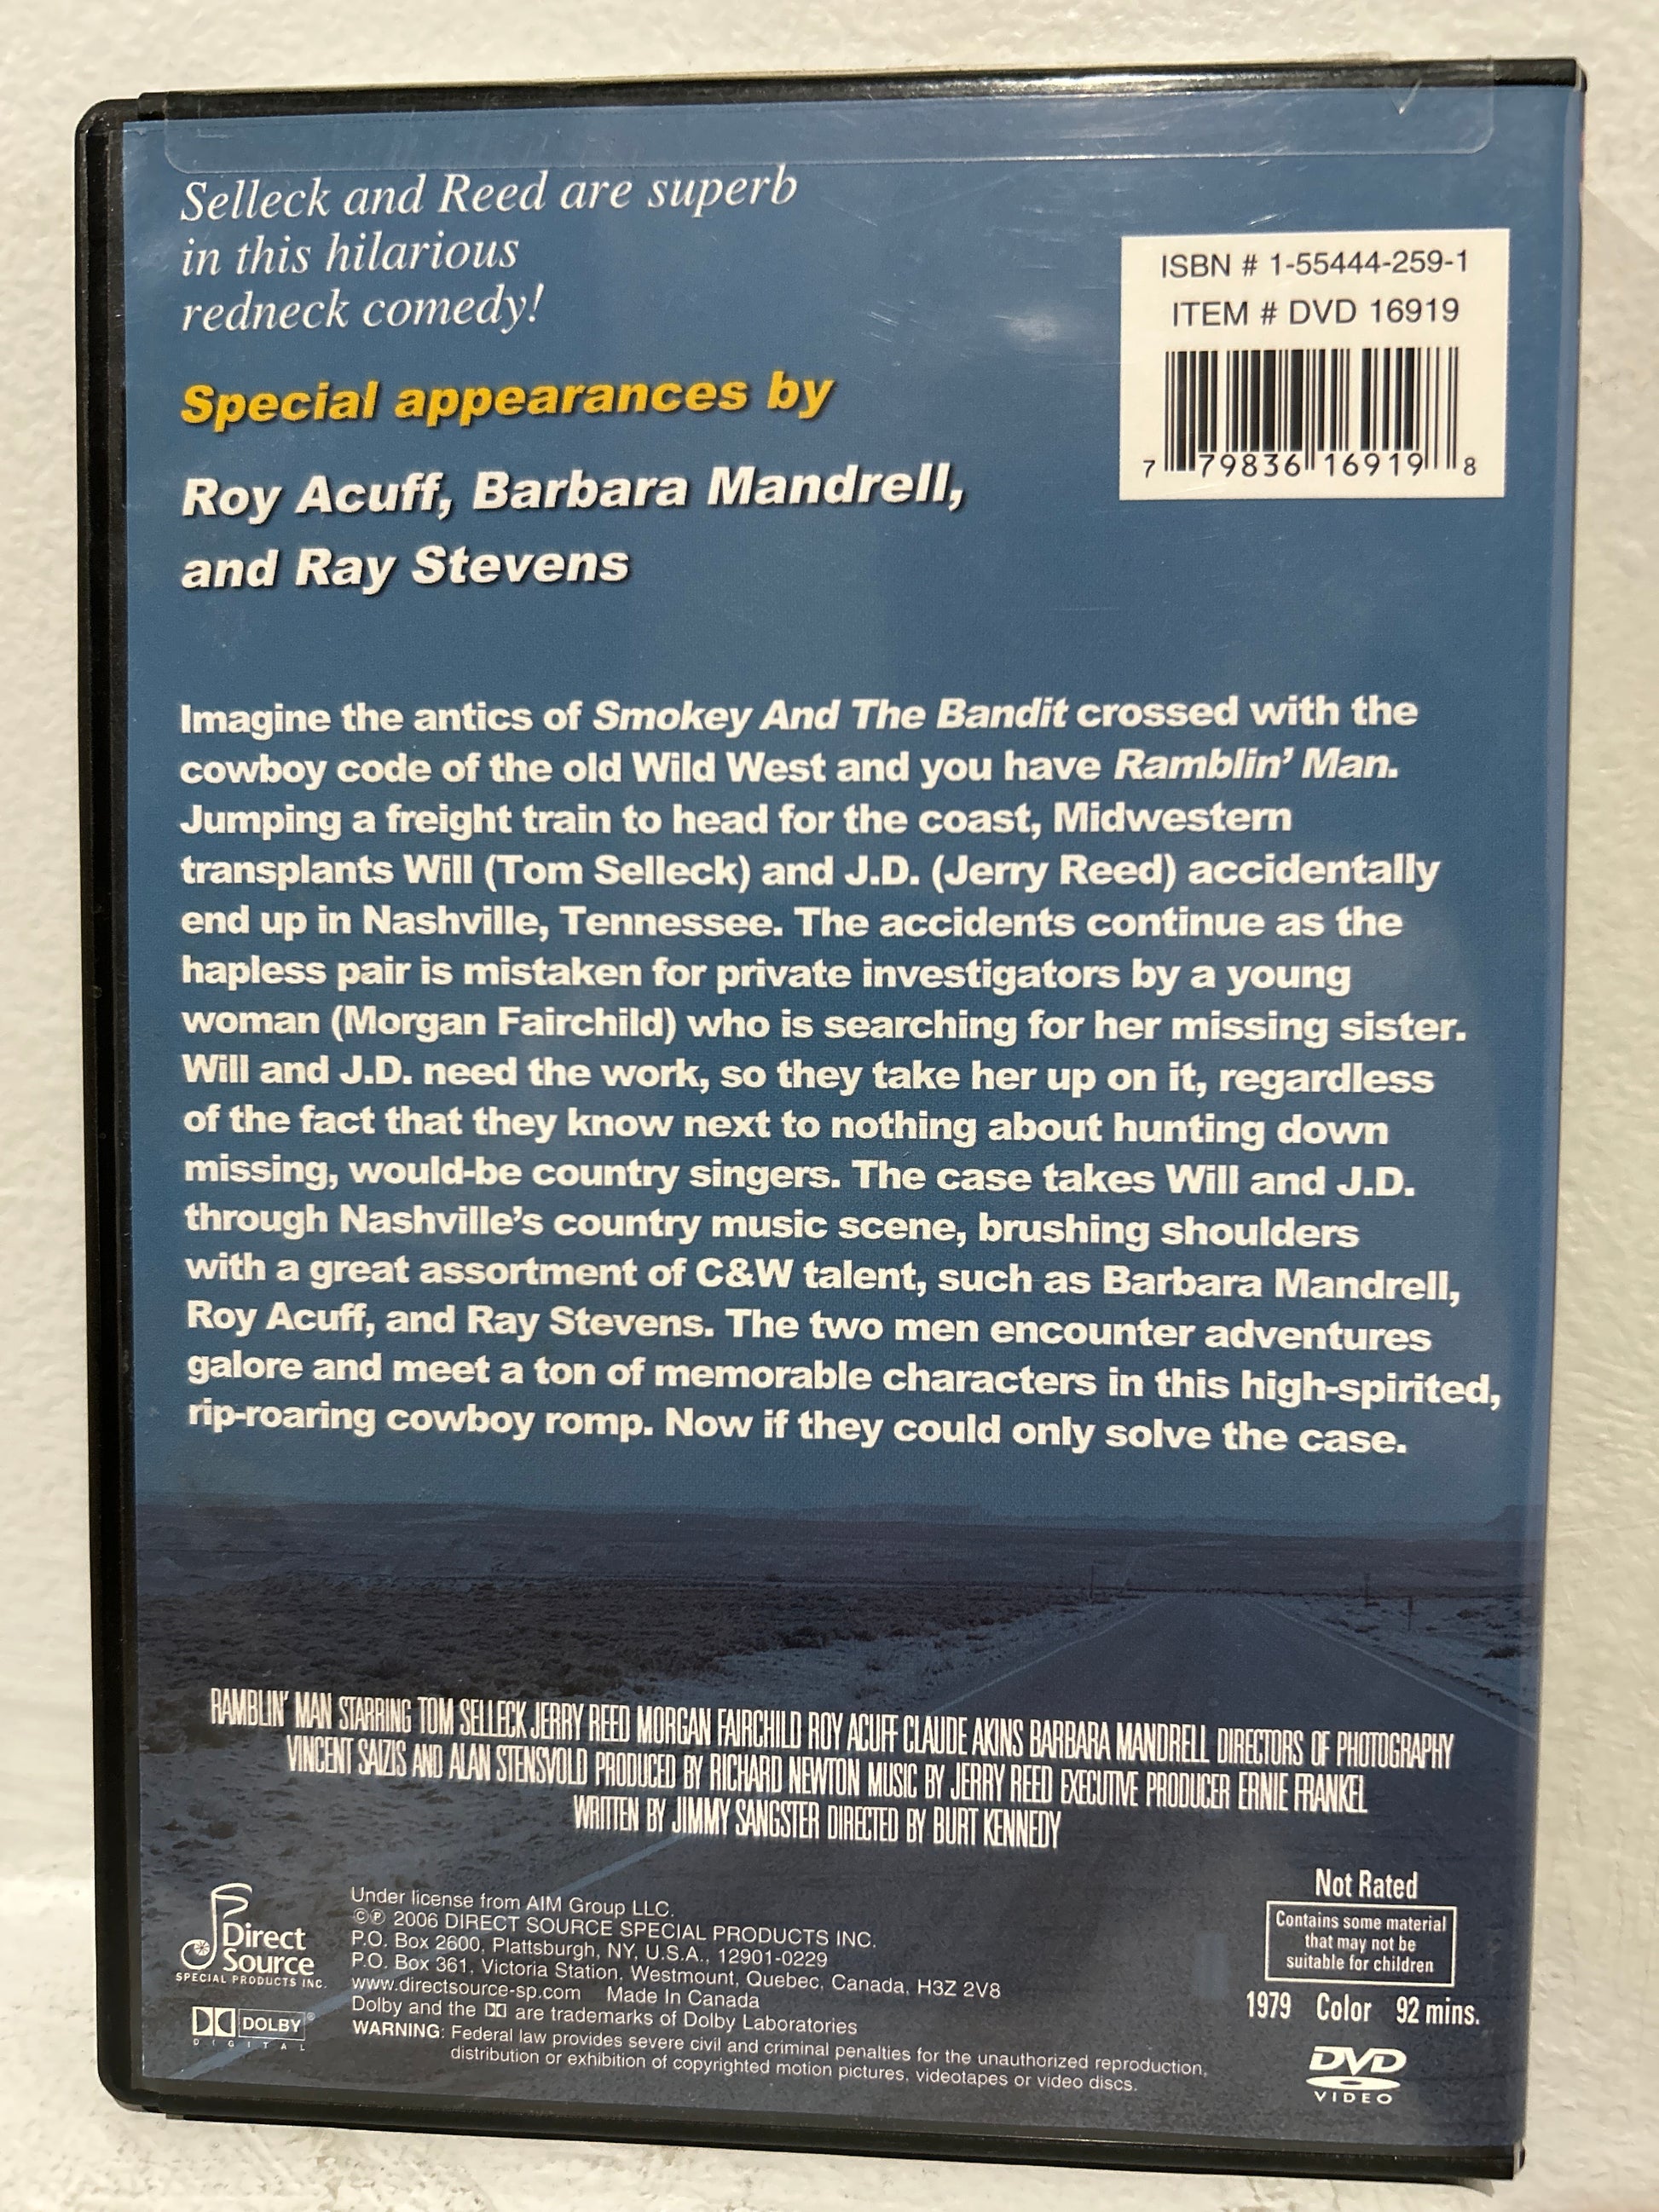 Selleck and Reed are superb
in this hilarious
redneck comedy!
Special appearances by
Roy Acuff, Barbara Mandrell,
and Ray Stevens
ISBN # 1-55444-259-1
ITEM # DVD 16919
7 79836 16919 8
Imagine the antics of Smokey And The Bandit crossed with the
cowboy code of the old Wild West and you have Ramblin' Man.
Jumping a freight train to head for the coast, Midwestern
transplants Will (Tom Selleck) and J.D. (Jerry Reed) accidentally
end up in Nashville, Tennessee. The accidents continue as the
hapless pair is mistaken for private investigators by a young
woman (Morgan Fairchild) who is searching for her missing sister.
Will and J.D. need the work, so they take her up on it, regardless
of the fact that they know next to nothing about hunting down
missing, would-be country singers. The case takes Will and J.D.
through Nashville's country music scene, brushing shoulders
with a great assortment of C&W talent, such as Barbara Mandrell,
Roy Acuff, and Ray Stevens. The two men encounter adventures
galore and meet a ton of memorable characters in this high-spirited,
rip-roaring cowboy romp. Now if they could only solve the case.
RAMBLIN' MAN STARRING TOM SELLECK JERRY REED MORGAN FAIRCHILD ROY ACUFF CLAUDE AKINS BARBARA MANDRELL DIRECTORS OF PHOTOGRAPHY
VINCENT SAIZIS AND ALAN STENSVOLD PRODUCED BY RICHARD NEWTON MUSIC BY JERRY REED EXECUTIVE PRODUCER ERNIE FRANKEL
WRITTEN BY JIMMY SANGSTER DIRECTED BY BURT KENNEDY
Direct
Source
SPECIAL PRODUCTS INC.
DOLBY®
DIGITAL
Under license from AIM Group LLC.
©℗ 2006 DIRECT SOURCE SPECIAL PRODUCTS INC.
P.O. Box 2600, Plattsburgh, NY, U.S.A., 12901-0229
P.O. Box 361, Victoria Station, Westmount, Quebec, Canada, H3Z 2V8
www.directsource-sp.com Made In Canada
Dolby and the are trademarks of Dolby Laboratories
WARNING: Federal law provides severe civil and criminal penalties for the unauthorized reproduction,
distribution or exhibition of copyrighted motion pictures, videotapes or video discs.
Not Rated
Contains some material
that may not be
suitable for children
1979 Color 92 mins.
DVD
VIDEO